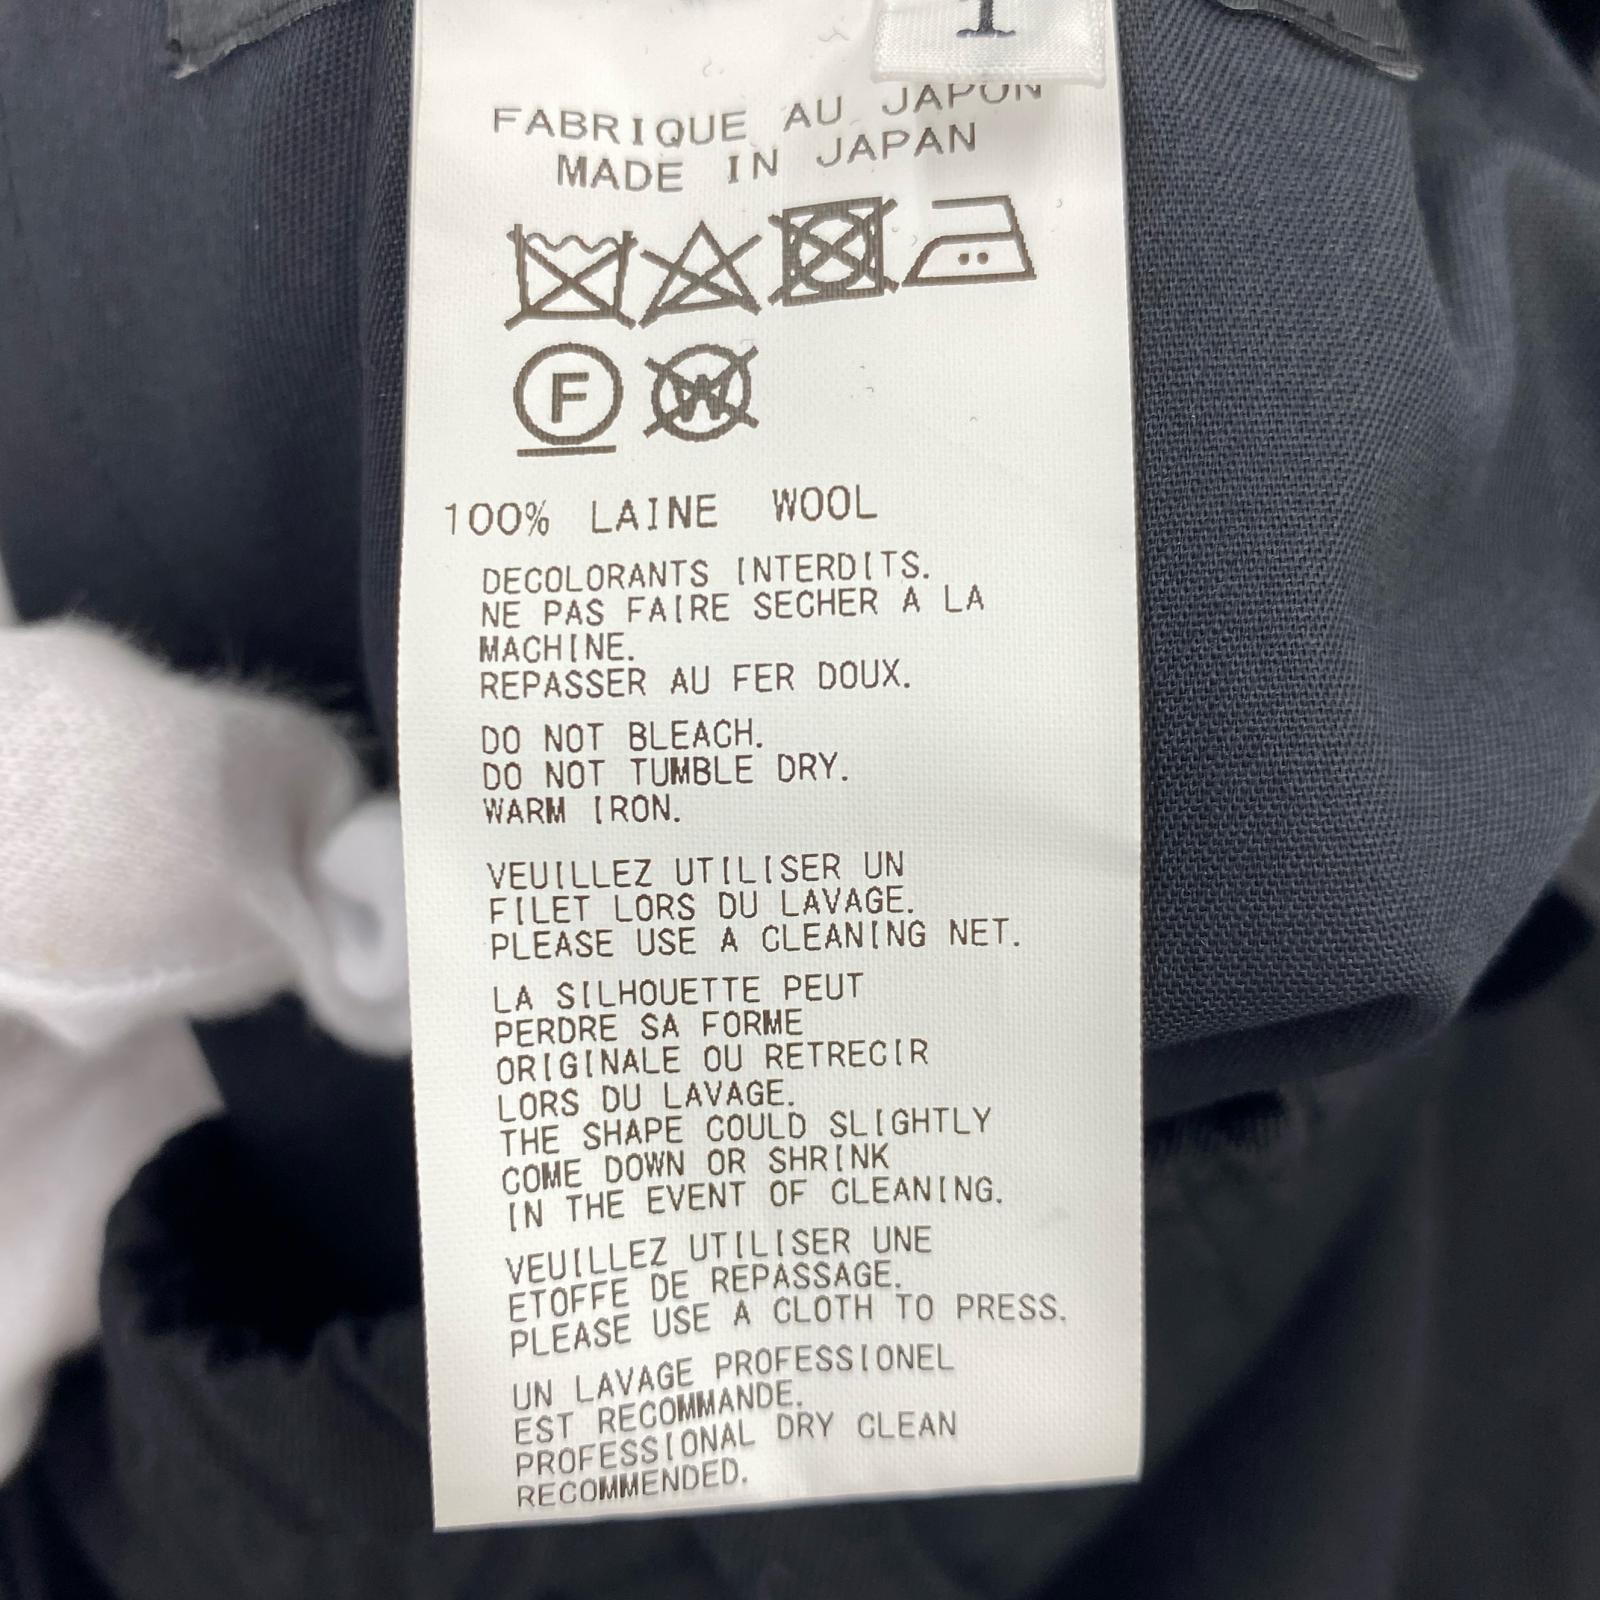 1
FABRIQUE AU JAPON
MADE IN JAPAN
F W
100% LAINE WOOL
DECOLORANTS INTERDITS.
NE PAS FAIRE SECHER A LA
MACHINE.
REPASSER AU FER DOUX.
DO NOT BLEACH.
DO NOT TUMBLE DRY.
WARM IRON.
VEUILLEZ UTILISER UN
FILET LORS DU LAVAGE.
PLEASE USE A CLEANING NET.
LA SILHOUETTE PEUT
PERDRE SA FORME
ORIGINALE OU RETRECIR
LORS DU LAVAGE.
THE SHAPE COULD SLIGHTLY
COME DOWN OR SHRINK
IN THE EVENT OF CLEANING.
VEUILLEZ UTILISER UNE
ETOFFE DE REPASSAGE.
PLEASE USE A CLOTH TO PRESS.
UN LAVAGE PROFESSIONEL
EST RECOMMANDE.
PROFESSIONAL DRY CLEAN
RECOMMENDED.